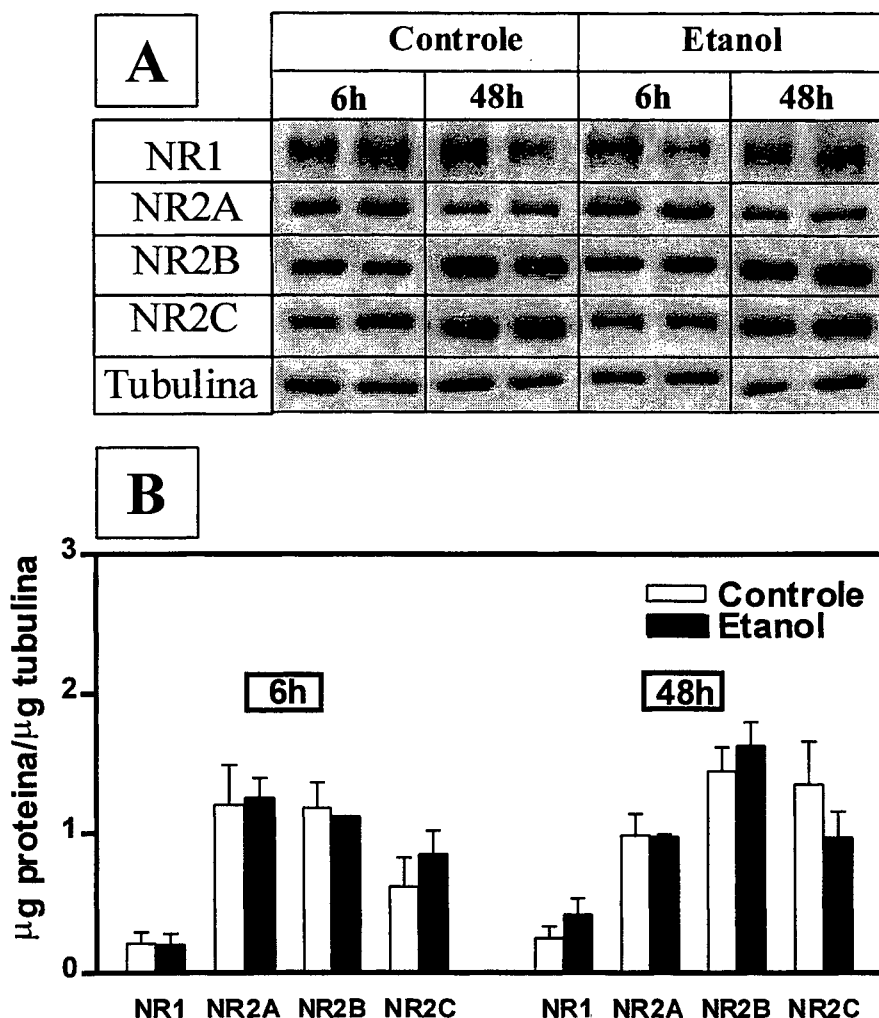 A
Controle Etanol
6h 48h 6h 48h
NR1
NR2A
NR2B
NR2C
Tubulina
B
µg proteina/µg tubulina
3
2
1
0
Controle
Etanol
6h 48h
NR1 NR2A NR2B NR2C NR1 NR2A NR2B NR2C